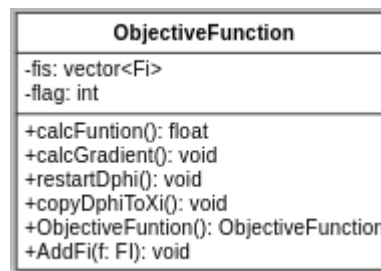 ObjectiveFunction
-fis: vector<Fi>
-flag: int
+calcFuntion(): float
+calcGradient(): void
+restartDphi(): void
+copyDphiToXi(): void
+ObjectiveFuntion(): ObjectiveFunction
+AddFi(f: FI): void